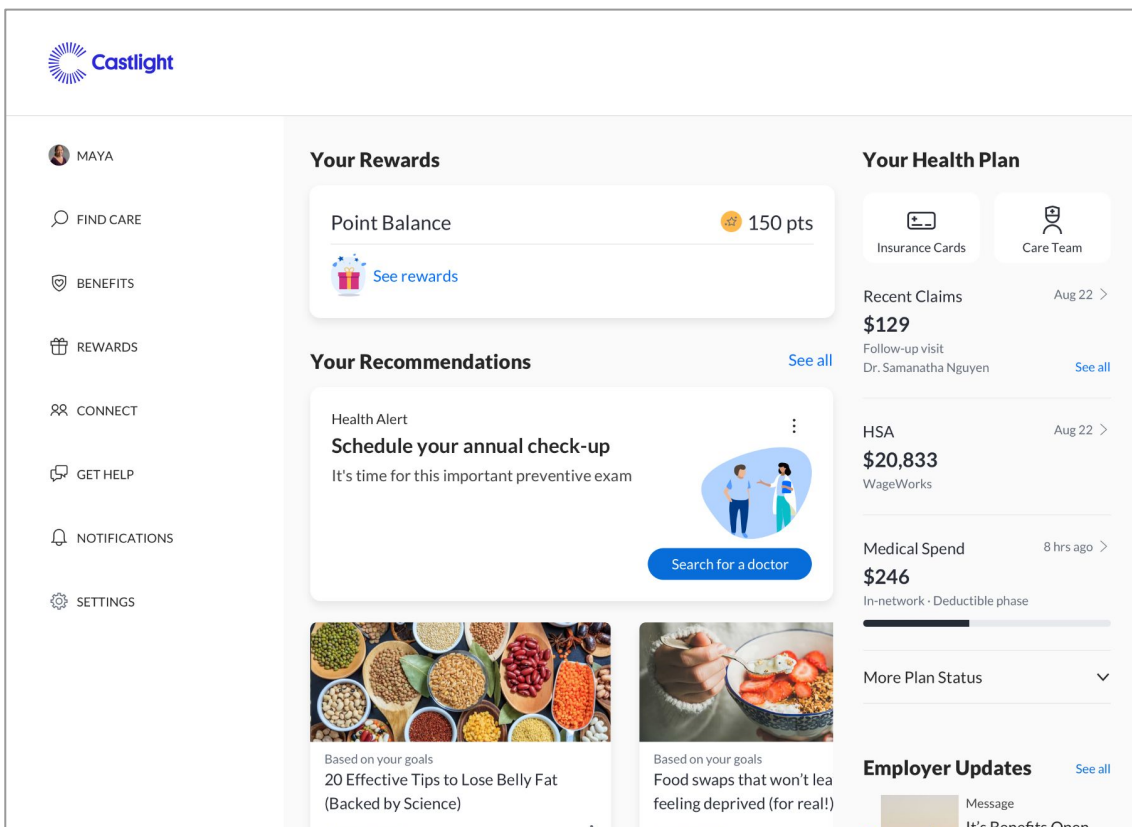 Castlight
MAYA
FIND CARE
BENEFITS
REWARDS
CONNECT
GET HELP
NOTIFICATIONS
SETTINGS
Your Rewards
Point Balance
150 pts
See rewards
Your Recommendations
See all
Health Alert
Schedule your annual check-up
It's time for this important preventive exam
Search for a doctor
Based on your goals
20 Effective Tips to Lose Belly Fat
(Backed by Science)
Based on your goals
Food swaps that won't lea
feeling deprived (for real!)
Your Health Plan
Insurance Cards
Care Team
Recent Claims
Aug 22
$129
Follow-up visit
Dr. Samanatha Nguyen
See all
HSA
Aug 22
$20,833
WageWorks
Medical Spend
8 hrs ago
$246
In-network · Deductible phase
More Plan Status
Employer Updates
See all
Message
It's Benefits Open